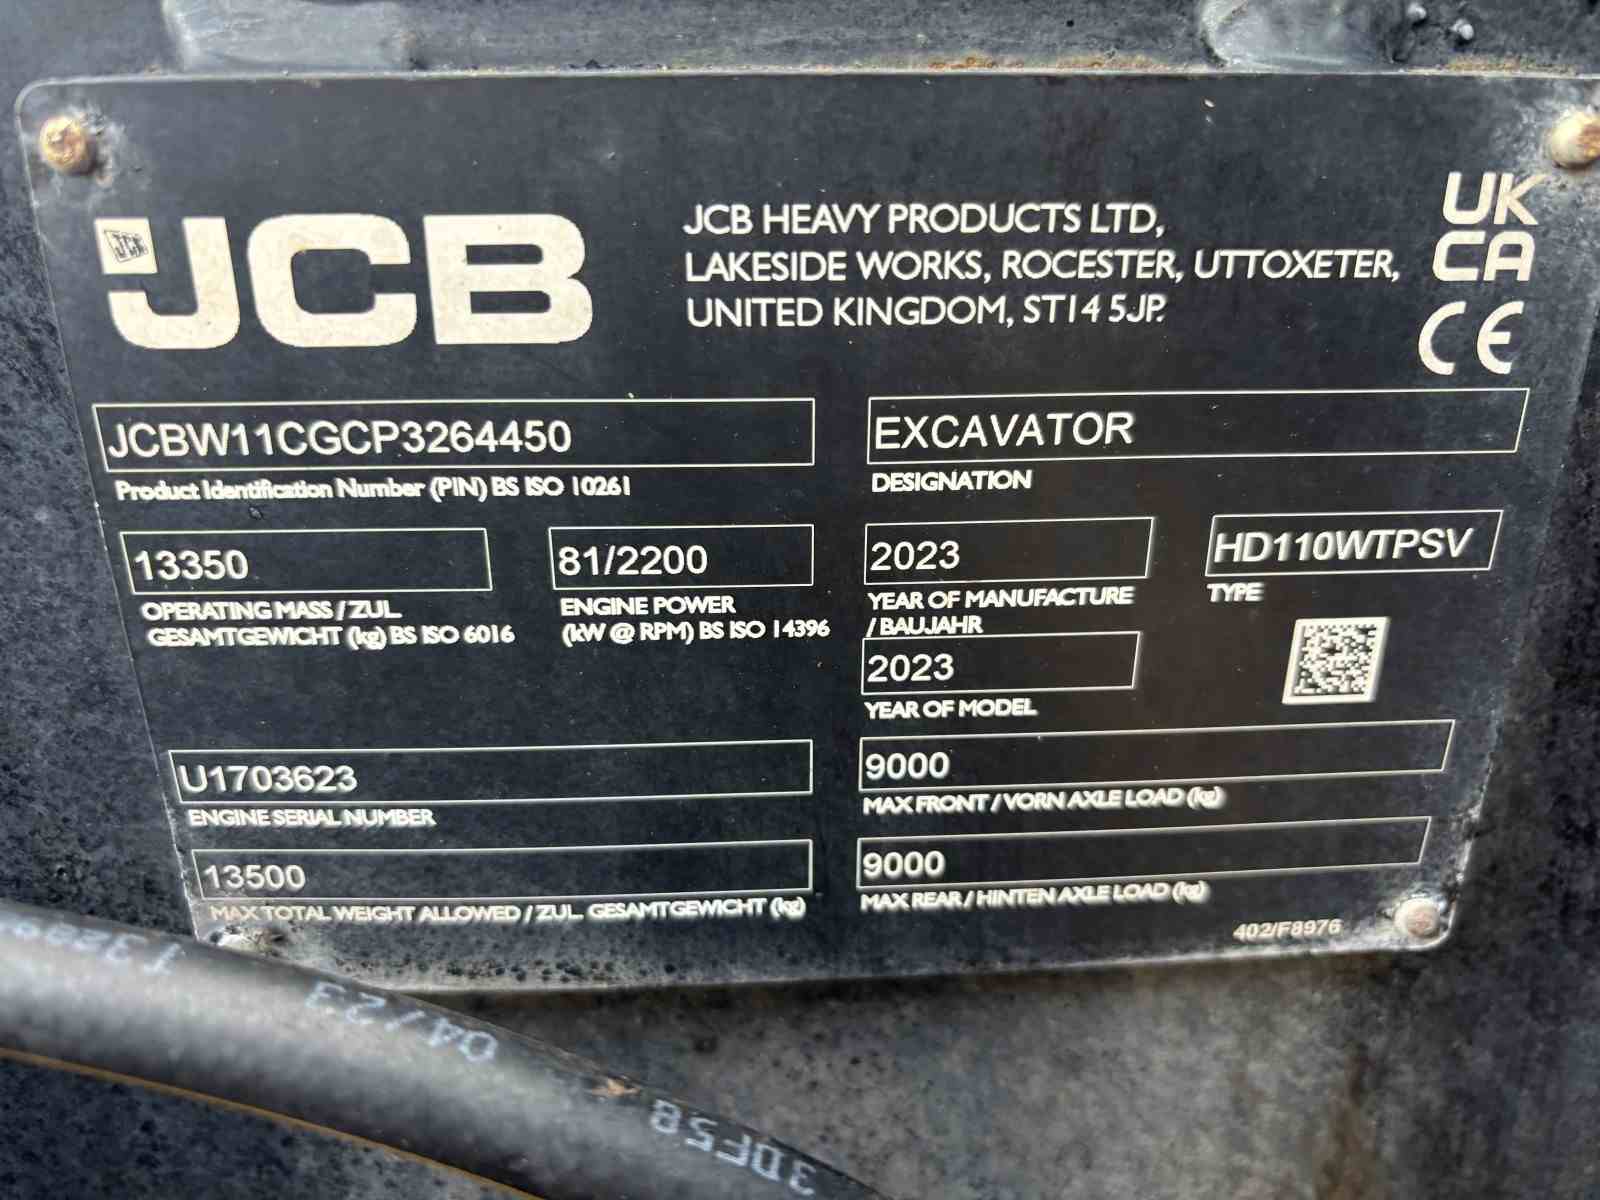 JCB
JCB
JCB HEAVY PRODUCTS LTD,
LAKESIDE WORKS, ROCESTER, UTTOXETER,
UNITED KINGDOM, ST14 5JP.
UK
CA
CE
JCBW11CGCP3264450
Product Identification Number (PIN) BS ISO 10261
EXCAVATOR
DESIGNATION
13350
OPERATING MASS / ZUL.
GESAMTGEWICHT (kg) BS ISO 6016
81/2200
ENGINE POWER
(kW @ RPM) BS ISO 14396
2023
YEAR OF MANUFACTURE
/ BAUJAHR
HD110WTPSV
TYPE
2023
YEAR OF MODEL
U1703623
ENGINE SERIAL NUMBER
9000
MAX FRONT / VORN AXLE LOAD (kg)
13500
MAX TOTAL WEIGHT ALLOWED / ZUL. GESAMTGEWICHT (kg)
9000
MAX REAR / HINTEN AXLE LOAD (kg)
402/F8976
3DF58 04/23